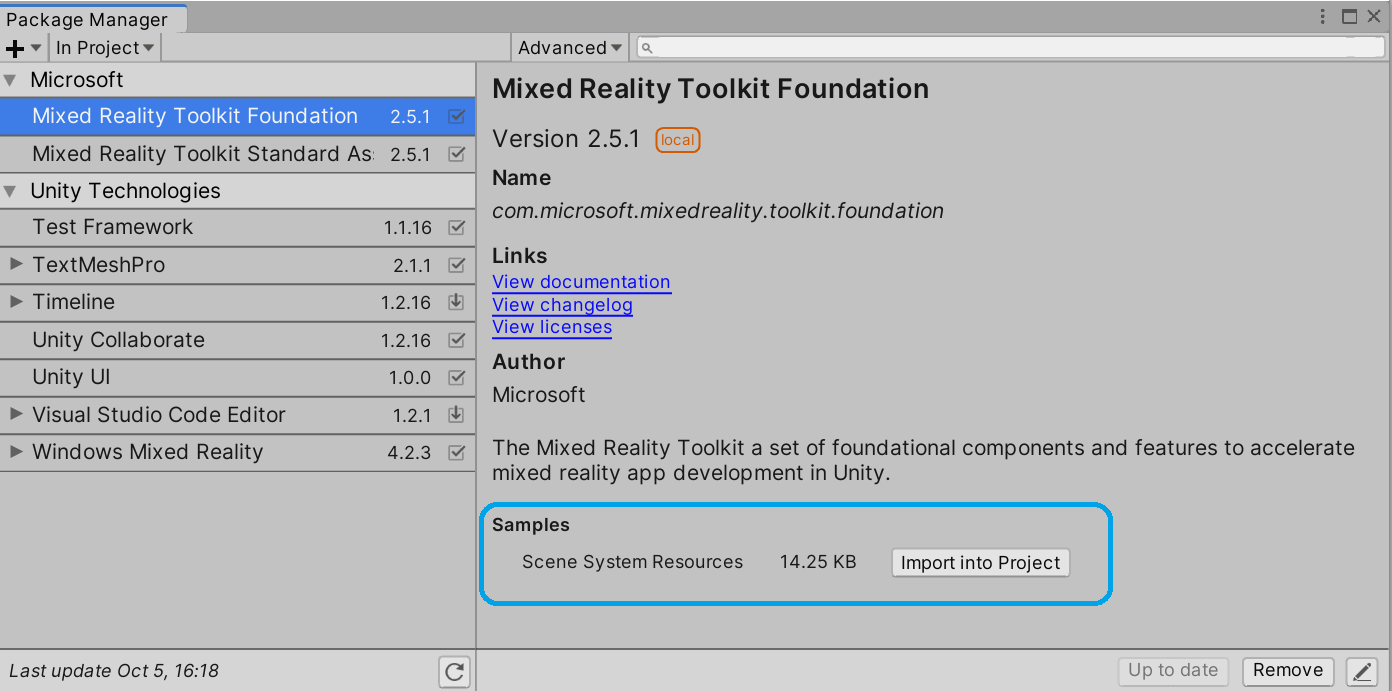 Package Manager
In Project
Advanced
Microsoft
Mixed Reality Toolkit Foundation 2.5.1
Mixed Reality Toolkit Standard As 2.5.1
Unity Technologies
Test Framework 1.1.16
TextMeshPro 2.1.1
Timeline 1.2.16
Unity Collaborate 1.2.16
Unity UI 1.0.0
Visual Studio Code Editor 1.2.1
Windows Mixed Reality 4.2.3
Last update Oct 5, 16:18
Mixed Reality Toolkit Foundation
Version 2.5.1 local
Name
com.microsoft.mixedreality.toolkit.foundation
Links
View documentation
View changelog
View licenses
Author
Microsoft
The Mixed Reality Toolkit a set of foundational components and features to accelerate
mixed reality app development in Unity.
Samples
Scene System Resources 14.25 KB Import into Project
Up to date Remove